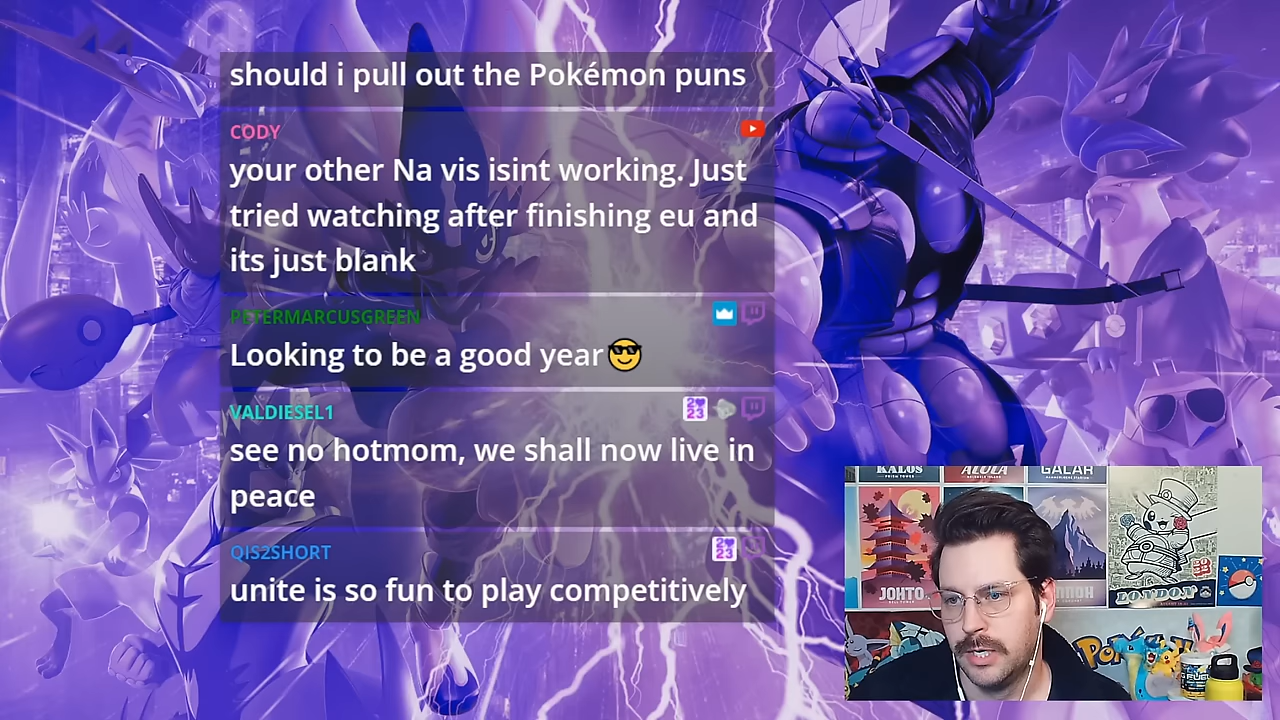 should i pull out the Pokémon puns
CODY
your other Na vis isint working. Just
tried watching after finishing eu and
its just blank
PETERMARCUSGREEN
Looking to be a good year😎
VALDIESEL1
see no hotmom, we shall now live in
peace
QIS2SHORT
unite is so fun to play competitively
KALOS
ALOLA
GALAR
JOHTO
LONDON